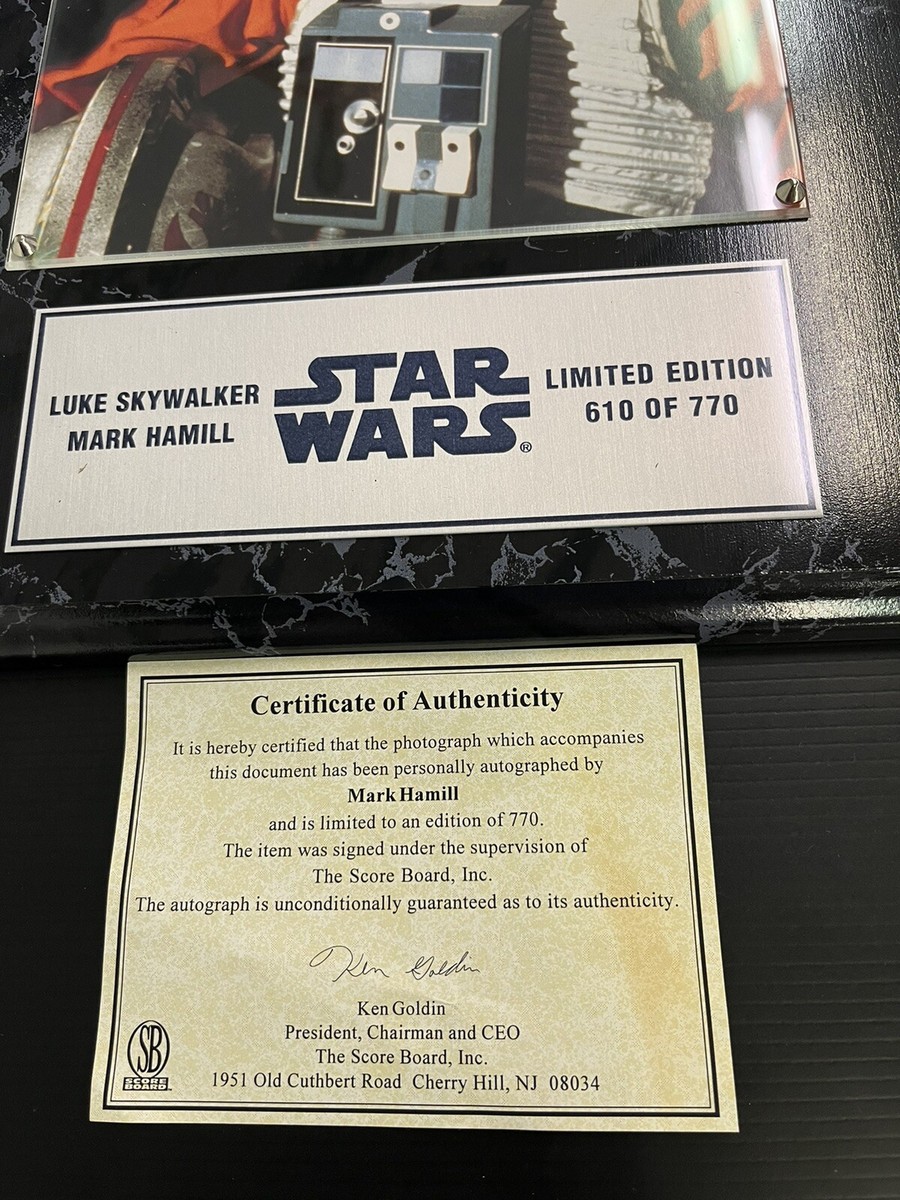 LUKE SKYWALKER
MARK HAMILL
STAR
WARS®
LIMITED EDITION
610 OF 770
Certificate of Authenticity
It is hereby certified that the photograph which accompanies
this document has been personally autographed by
Mark Hamill
and is limited to an edition of 770.
The item was signed under the supervision of
The Score Board, Inc.
The autograph is unconditionally guaranteed as to its authenticity.
Ken Goldin
Ken Goldin
President, Chairman and CEO
The Score Board, Inc.
1951 Old Cuthbert Road Cherry Hill, NJ 08034
SB
SCORE
BOARD